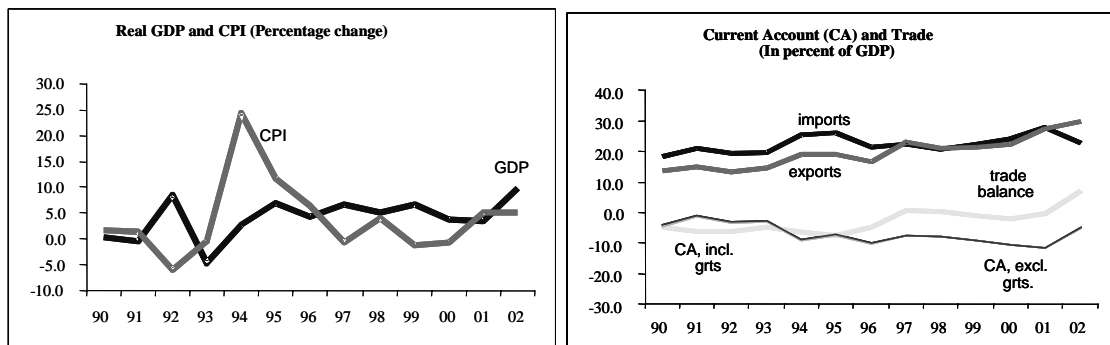 Real GDP and CPI (Percentage change)
30.0
25.0
20.0
15.0
10.0
5.0
0.0
-5.0
-10.0
CPI
GDP
90 91 92 93 94 95 96 97 98 99 00 01 02
Current Account (CA) and Trade
(In percent of GDP)
40.0
30.0
20.0
10.0
0.0
-10.0
-20.0
-30.0
imports
exports
trade
balance
CA, incl.
grts
CA, excl.
grts.
90 91 92 93 94 95 96 97 98 99 00 01 02